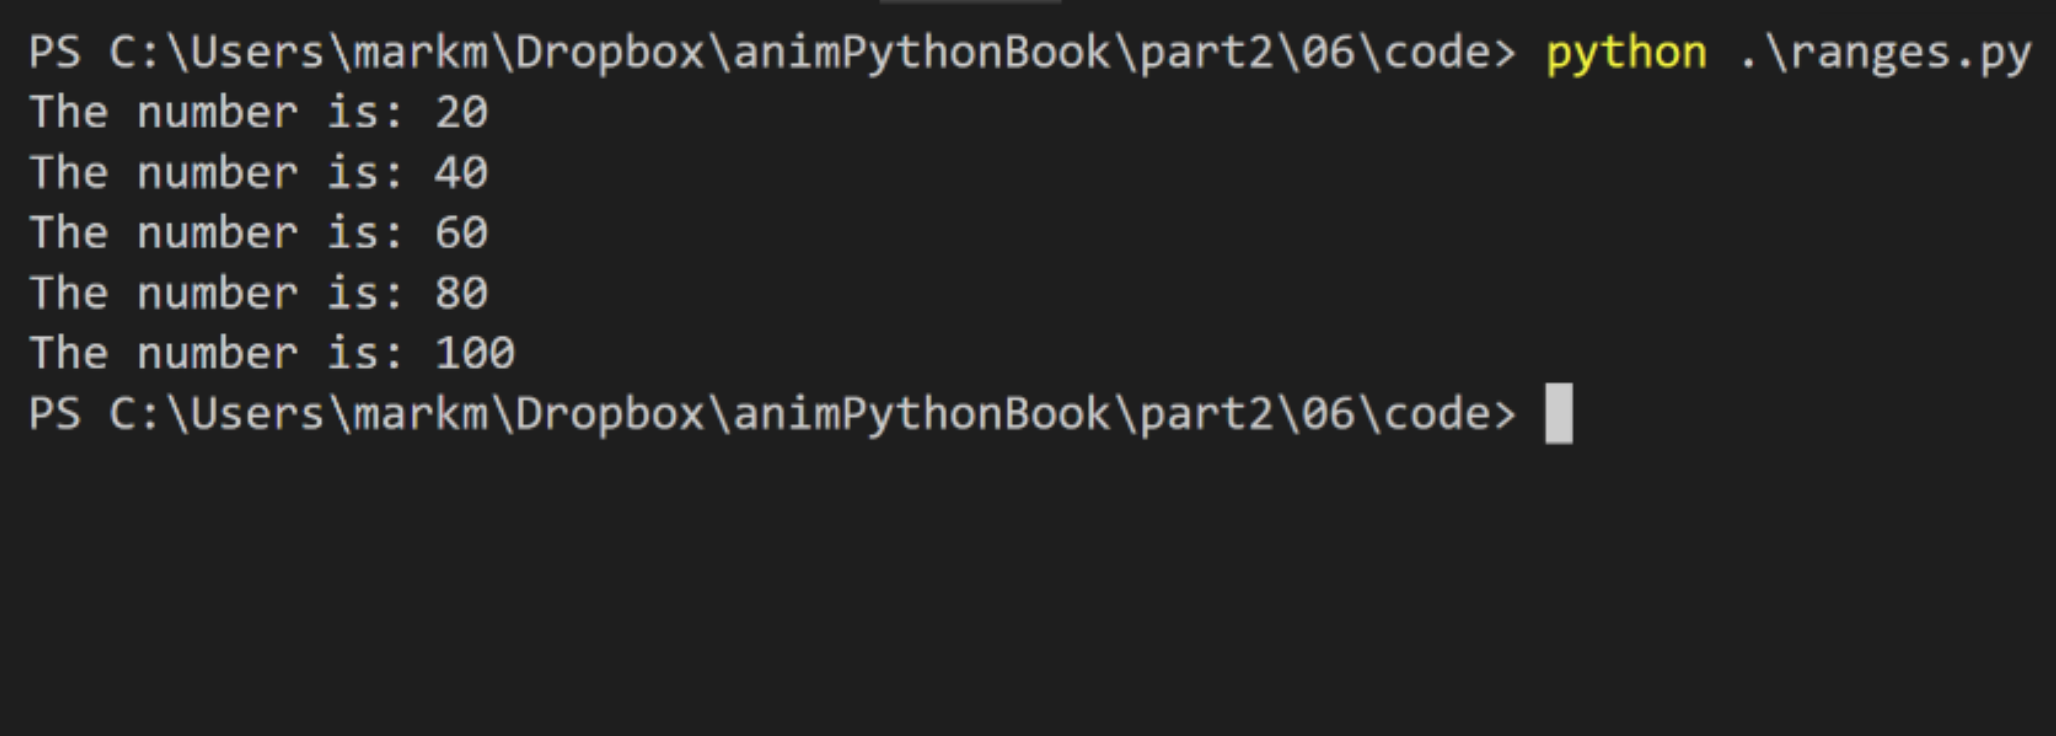 PS C:\Users\markm\Dropbox\animPythonBook\part2\06\code> python .\ranges.py
The number is: 20
The number is: 40
The number is: 60
The number is: 80
The number is: 100
PS C:\Users\markm\Dropbox\animPythonBook\part2\06\code>